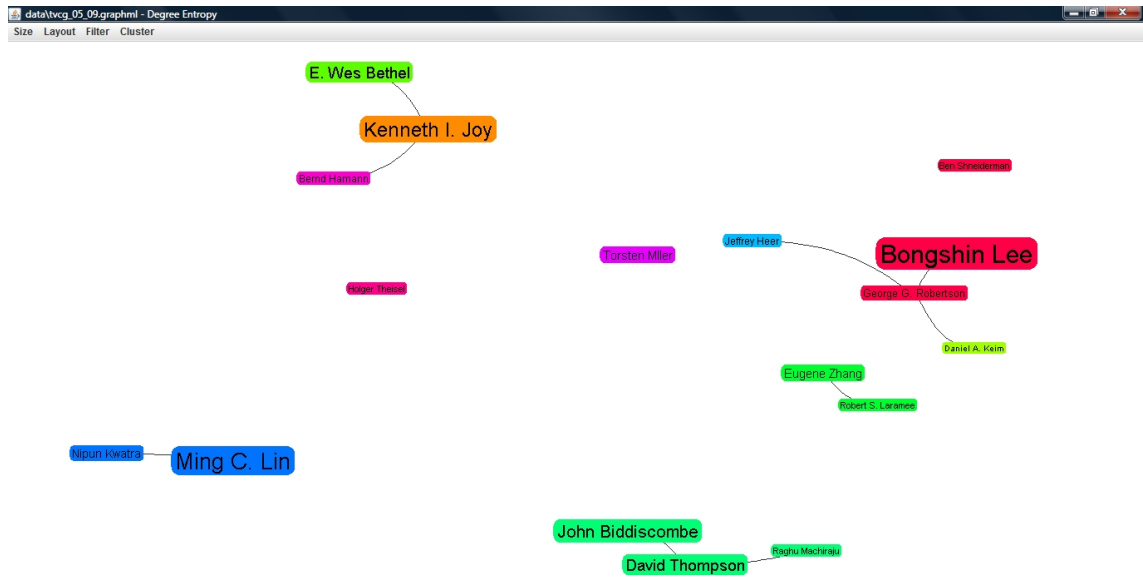 data\tvcg_05_09.graphml - Degree Entropy
Size Layout Filter Cluster
E. Wes Bethel
Kenneth I. Joy
Ben Shneiderman
Bernd Hamann
Jeffrey Heer
Bongshin Lee
Torsten Mller
Holger Theisel
George G. Robertson
Daniel A. Keim
Eugene Zhang
Robert S. Laramee
Nipun Kwatra
Ming C. Lin
John Biddiscombe
Raghu Machiraju
David Thompson